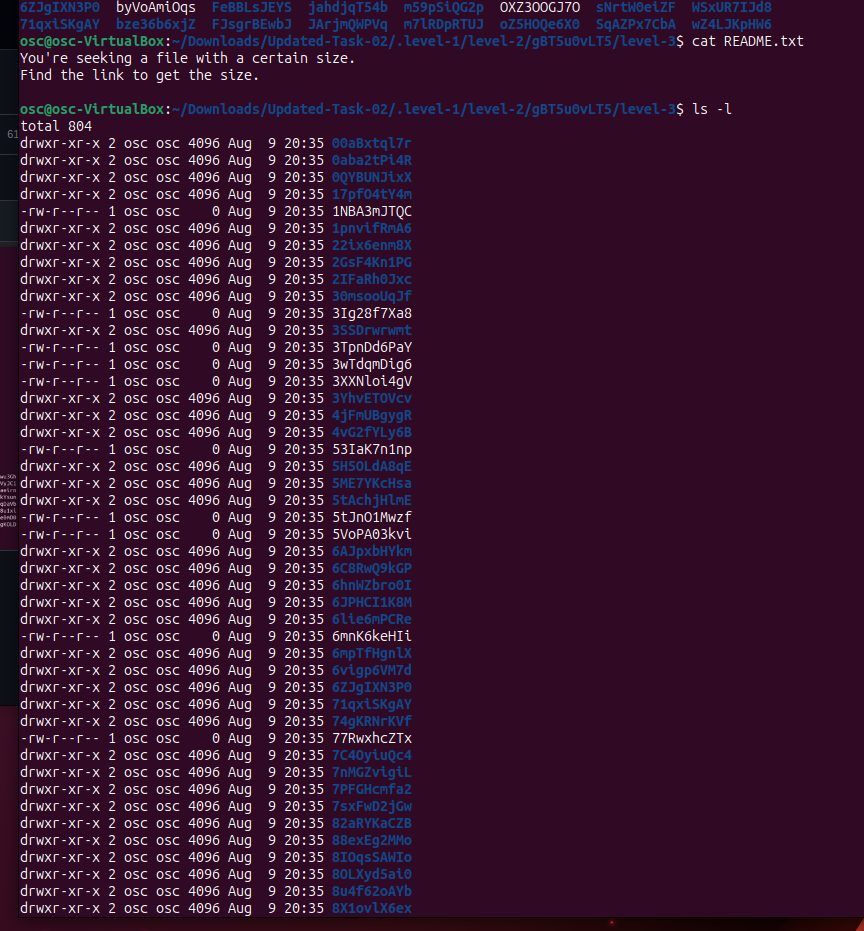 6ZJgIXN3P0 byVoAmiOqs FeBBLsJEYS jahdjqT54b m59pSiQG2p OXZ3OOGJ7O sNrtW0eiZF WSxUR7IJd8
71qxiSKgAY bze36b6xjZ FJsgrBEwbJ JArjmQWPVq m7lRDpRTUJ oZ5HOQe6X0 SqAZPx7CbA wZ4LJKpHW6
osc@osc-VirtualBox:~/Downloads/Updated-Task-02/.level-1/level-2/gBT5u0vLT5/level-3$ cat README.txt
You're seeking a file with a certain size.
Find the link to get the size.
osc@osc-VirtualBox:~/Downloads/Updated-Task-02/.level-1/level-2/gBT5u0vLT5/level-3$ ls -l
total 804
61
drwxr-xr-x 2 osc osc 4096 Aug  9 20:35 00aBxtql7r
drwxr-xr-x 2 osc osc 4096 Aug  9 20:35 0aba2tPi4R
drwxr-xr-x 2 osc osc 4096 Aug  9 20:35 0QYBUNJixX
drwxr-xr-x 2 osc osc 4096 Aug  9 20:35 17pfO4tY4m
-rw-r--r-- 1 osc osc    0 Aug  9 20:35 1NBA3mJTQC
drwxr-xr-x 2 osc osc 4096 Aug  9 20:35 1pnvifRmA6
drwxr-xr-x 2 osc osc 4096 Aug  9 20:35 22ix6enm8X
drwxr-xr-x 2 osc osc 4096 Aug  9 20:35 2GsF4Kn1PG
drwxr-xr-x 2 osc osc 4096 Aug  9 20:35 2IFaRh0Jxc
drwxr-xr-x 2 osc osc 4096 Aug  9 20:35 30msooUqJf
-rw-r--r-- 1 osc osc    0 Aug  9 20:35 3Ig28f7Xa8
drwxr-xr-x 2 osc osc 4096 Aug  9 20:35 3SSDrwrwmt
-rw-r--r-- 1 osc osc    0 Aug  9 20:35 3TpnDd6PaY
-rw-r--r-- 1 osc osc    0 Aug  9 20:35 3wTdqmDig6
-rw-r--r-- 1 osc osc    0 Aug  9 20:35 3XXNloi4gV
drwxr-xr-x 2 osc osc 4096 Aug  9 20:35 3YhvETOVcv
drwxr-xr-x 2 osc osc 4096 Aug  9 20:35 4jFmUBgygR
drwxr-xr-x 2 osc osc 4096 Aug  9 20:35 4vG2fYLy6B
-rw-r--r-- 1 osc osc    0 Aug  9 20:35 53IaK7n1np
drwxr-xr-x 2 osc osc 4096 Aug  9 20:35 5H5OLdA8qE
drwxr-xr-x 2 osc osc 4096 Aug  9 20:35 5ME7YKcHsa
drwxr-xr-x 2 osc osc 4096 Aug  9 20:35 5tAchjHlmE
-rw-r--r-- 1 osc osc    0 Aug  9 20:35 5tJnO1Mwzf
-rw-r--r-- 1 osc osc    0 Aug  9 20:35 5VoPA03kvi
drwxr-xr-x 2 osc osc 4096 Aug  9 20:35 6AJpxbHYkm
drwxr-xr-x 2 osc osc 4096 Aug  9 20:35 6C8RwQ9kGP
drwxr-xr-x 2 osc osc 4096 Aug  9 20:35 6hnWZbro0I
drwxr-xr-x 2 osc osc 4096 Aug  9 20:35 6JPHCI1K8M
drwxr-xr-x 2 osc osc 4096 Aug  9 20:35 6lie6mPCRe
-rw-r--r-- 1 osc osc    0 Aug  9 20:35 6mnK6keHIi
drwxr-xr-x 2 osc osc 4096 Aug  9 20:35 6mpTfHgnlX
drwxr-xr-x 2 osc osc 4096 Aug  9 20:35 6vigp6VM7d
drwxr-xr-x 2 osc osc 4096 Aug  9 20:35 6ZJgIXN3P0
drwxr-xr-x 2 osc osc 4096 Aug  9 20:35 71qxiSKgAY
drwxr-xr-x 2 osc osc 4096 Aug  9 20:35 74gKRNrKVf
-rw-r--r-- 1 osc osc    0 Aug  9 20:35 77RwxhcZTx
drwxr-xr-x 2 osc osc 4096 Aug  9 20:35 7C4OyiuQc4
drwxr-xr-x 2 osc osc 4096 Aug  9 20:35 7nMGZvigiL
drwxr-xr-x 2 osc osc 4096 Aug  9 20:35 7PFGHcmfa2
drwxr-xr-x 2 osc osc 4096 Aug  9 20:35 7sxFwD2jGw
drwxr-xr-x 2 osc osc 4096 Aug  9 20:35 82aRYKaCZB
drwxr-xr-x 2 osc osc 4096 Aug  9 20:35 88exEg2MMo
drwxr-xr-x 2 osc osc 4096 Aug  9 20:35 8IOqsSAWIo
drwxr-xr-x 2 osc osc 4096 Aug  9 20:35 8OLXyd5ai0
drwxr-xr-x 2 osc osc 4096 Aug  9 20:35 8u4f62oAYb
drwxr-xr-x 2 osc osc 4096 Aug  9 20:35 8X1ovlX6ex